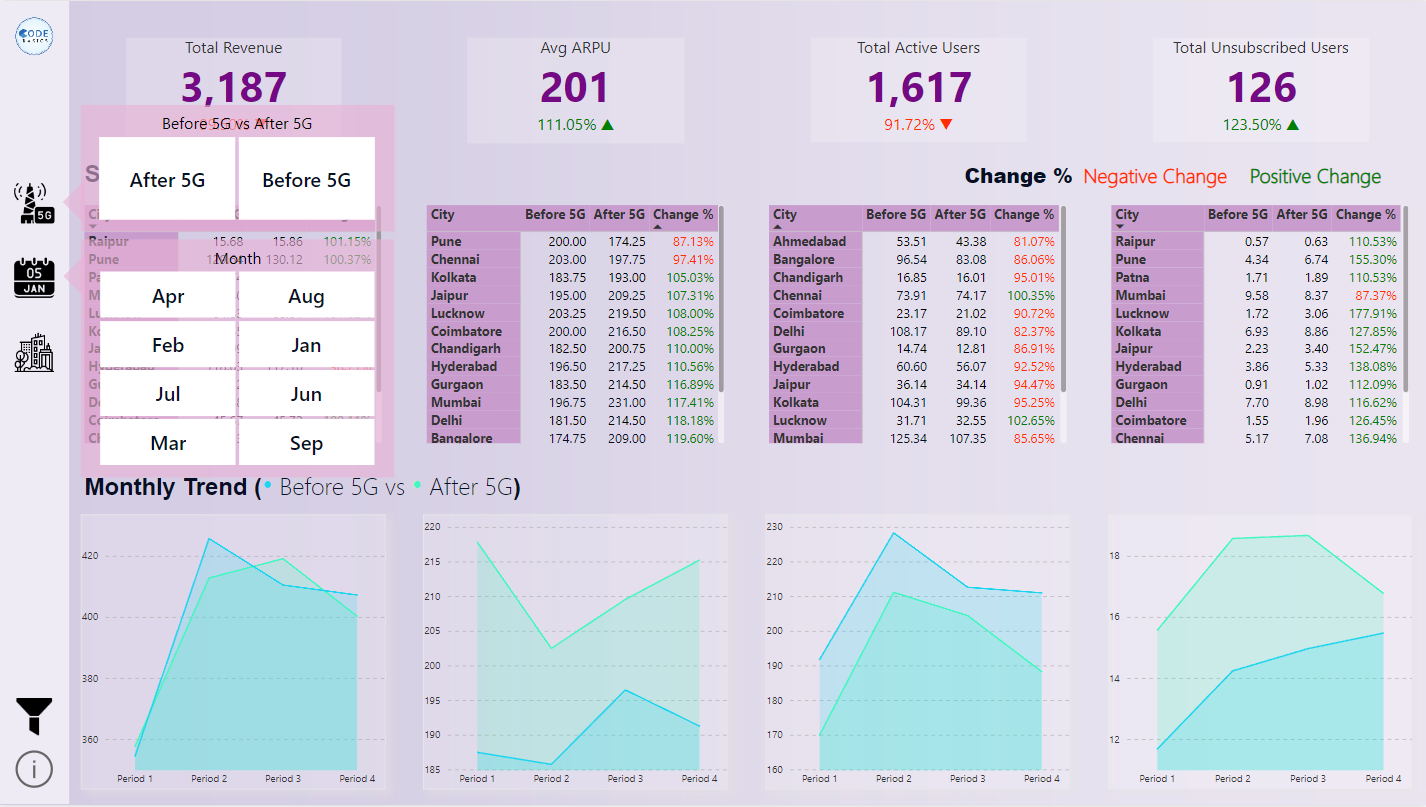 CODE
BASICS
Total Revenue
3,187
Avg ARPU
201
111.05% ▲
Total Active Users
1,617
91.72% ▼
Total Unsubscribed Users
126
123.50% ▲
Before 5G vs After 5G
After 5G
Before 5G
5G
05
JAN
Month
Apr
Aug
Feb
Jan
Jul
Jun
Mar
Sep
Change % Negative Change Positive Change
Raipur 15.68 15.86 101.15%
Pune 130.12 100.37%
City Before 5G After 5G Change %
Pune 200.00 174.25 87.13%
Chennai 203.00 197.75 97.41%
Kolkata 183.75 193.00 105.03%
Jaipur 195.00 209.25 107.31%
Lucknow 203.25 219.50 108.00%
Coimbatore 200.00 216.50 108.25%
Chandigarh 182.50 200.75 110.00%
Hyderabad 196.50 217.25 110.56%
Gurgaon 183.50 214.50 116.89%
Mumbai 196.75 231.00 117.41%
Delhi 181.50 214.50 118.18%
Bangalore 174.75 209.00 119.60%
City Before 5G After 5G Change %
Ahmedabad 53.51 43.38 81.07%
Bangalore 96.54 83.08 86.06%
Chandigarh 16.85 16.01 95.01%
Chennai 73.91 74.17 100.35%
Coimbatore 23.17 21.02 90.72%
Delhi 108.17 89.10 82.37%
Gurgaon 14.74 12.81 86.91%
Hyderabad 60.60 56.07 92.52%
Jaipur 36.14 34.14 94.47%
Kolkata 104.31 99.36 95.25%
Lucknow 31.71 32.55 102.65%
Mumbai 125.34 107.35 85.65%
City Before 5G After 5G Change %
Raipur 0.57 0.63 110.53%
Pune 4.34 6.74 155.30%
Patna 1.71 1.89 110.53%
Mumbai 9.58 8.37 87.37%
Lucknow 1.72 3.06 177.91%
Kolkata 6.93 8.86 127.85%
Jaipur 2.23 3.40 152.47%
Hyderabad 3.86 5.33 138.08%
Gurgaon 0.91 1.02 112.09%
Delhi 7.70 8.98 116.62%
Coimbatore 1.55 1.96 126.45%
Chennai 5.17 7.08 136.94%
Monthly Trend (• Before 5G vs • After 5G)
420
400
380
360
Period 1 Period 2 Period 3 Period 4
220
215
210
205
200
195
190
185
Period 1 Period 2 Period 3 Period 4
230
220
210
200
190
180
170
160
Period 1 Period 2 Period 3 Period 4
18
16
14
12
Period 1 Period 2 Period 3 Period 4
i